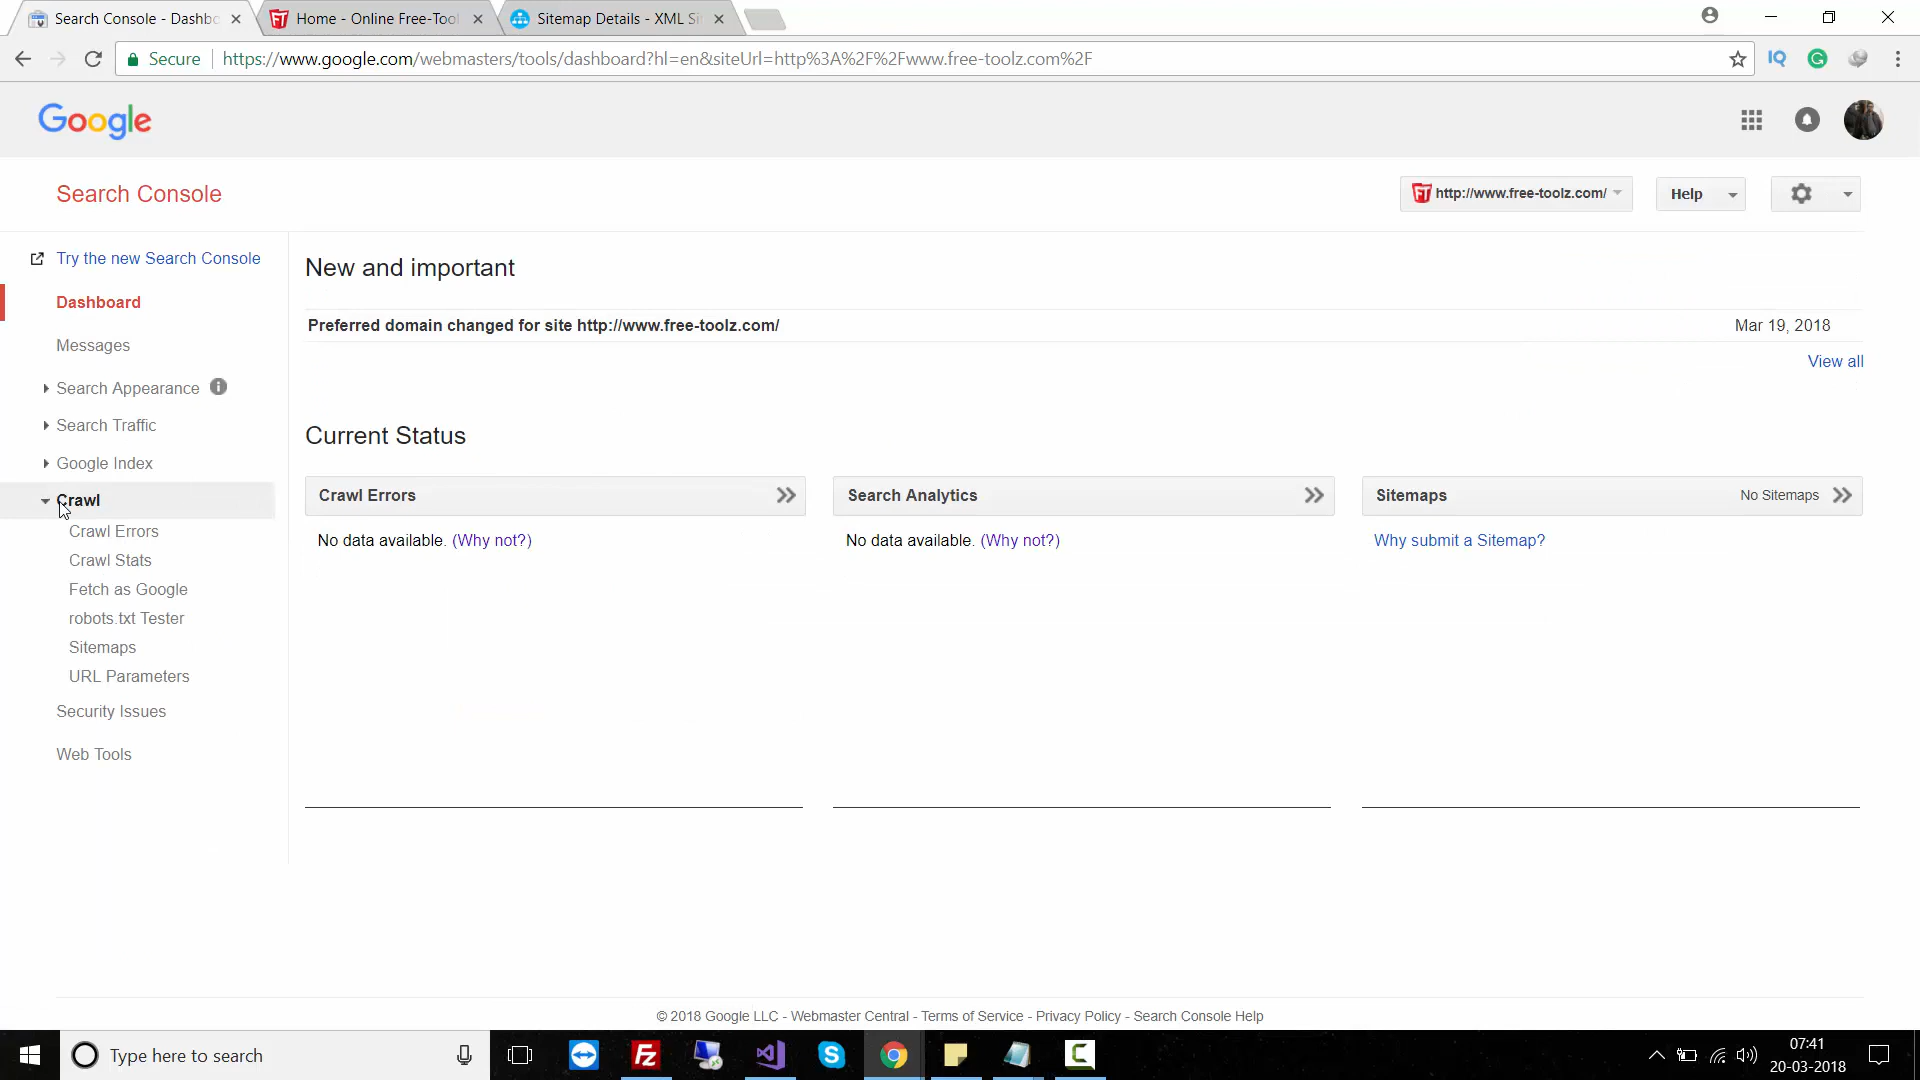 Search Console - Dashbo
Home - Online Free-Tool
Sitemap Details - XML Si
Secure
https://www.google.com/webmasters/tools/dashboard?hl=en&siteUrl=http%3A%2F%2Fwww.free-toolz.com%2F
IQ
G
Google
Search Console
FT
http://www.free-toolz.com/
Help
Try the new Search Console
Dashboard
Messages
Search Appearance
Search Traffic
Google Index
Crawl
Crawl Errors
Crawl Stats
Fetch as Google
robots.txt Tester
Sitemaps
URL Parameters
Security Issues
Web Tools
New and important
Preferred domain changed for site http://www.free-toolz.com/
Mar 19, 2018
View all
Current Status
Crawl Errors
No data available. (Why not?)
Search Analytics
No data available. (Why not?)
Sitemaps
No Sitemaps
Why submit a Sitemap?
© 2018 Google LLC - Webmaster Central - Terms of Service - Privacy Policy - Search Console Help
Type here to search
07:41
20-03-2018